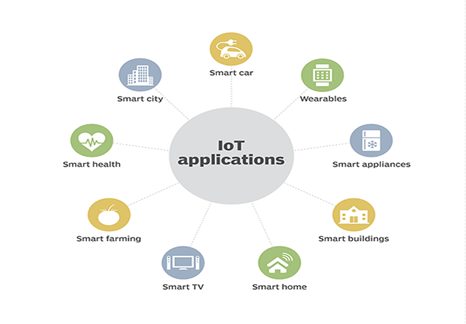 Smart car
Smart city
Wearables
IoT
applications
Smart health
Smart appliances
Smart farming
Smart buildings
Smart TV
Smart home